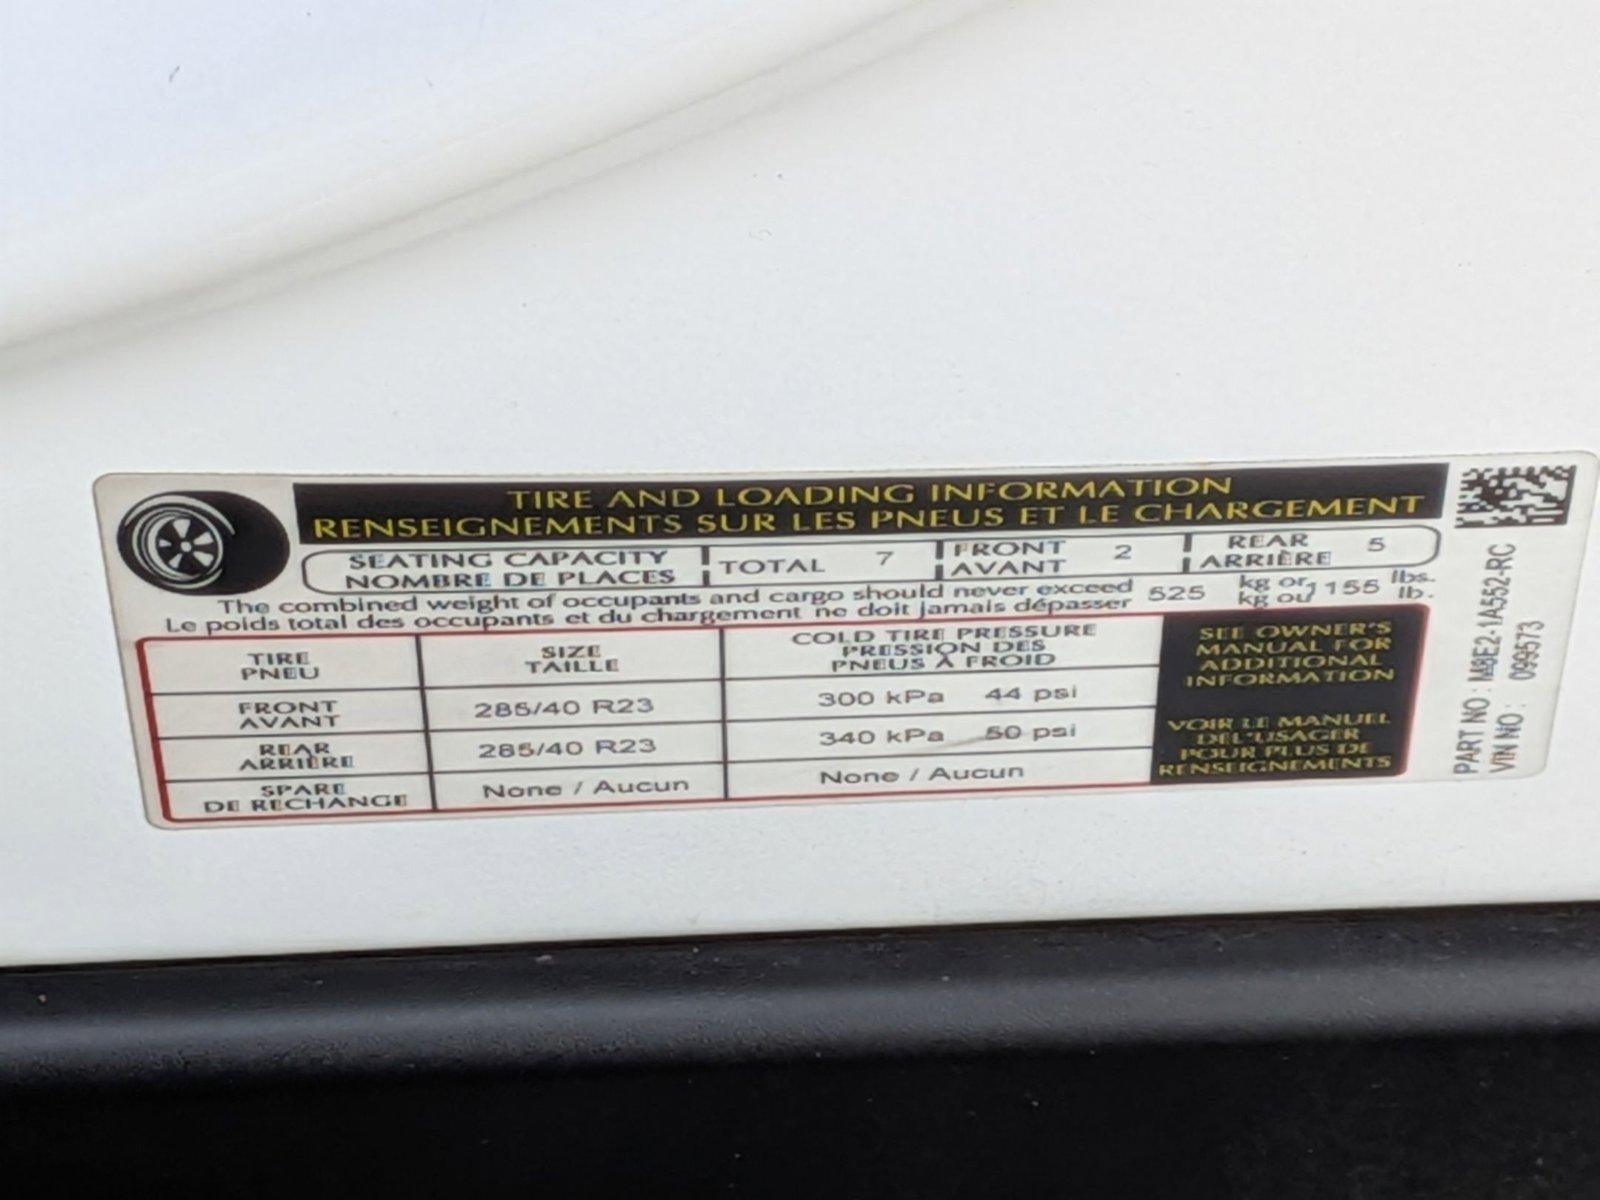 TIRE AND LOADING INFORMATION
RENSEIGNEMENTS SUR LES PNEUS ET LE CHARGEMENT
SEATING CAPACITY
NOMBRE DE PLACES
TOTAL 7
FRONT
AVANT
2
REAR
ARRIÈRE
5
The combined weight of occupants and cargo should never exceed 525 kg or 1155 lbs.
Le poids total des occupants et du chargement ne doit jamais dépasser kg ou lb.
TIRE
PNEU
SIZE
TAILLE
COLD TIRE PRESSURE
PRESSION DES
PNEUS À FROID
FRONT
AVANT
285/40 R23
300 kPa 44 psi
REAR
ARRIÈRE
285/40 R23
340 kPa 50 psi
SPARE
DE RECHANGE
None / Aucun
None / Aucun
SEE OWNER'S
MANUAL FOR
ADDITIONAL
INFORMATION
VOIR LE MANUEL
DE L'USAGER
POUR PLUS DE
RENSEIGNEMENTS
PART NO : M8E2-1A552-RC
VIN NO : 099573